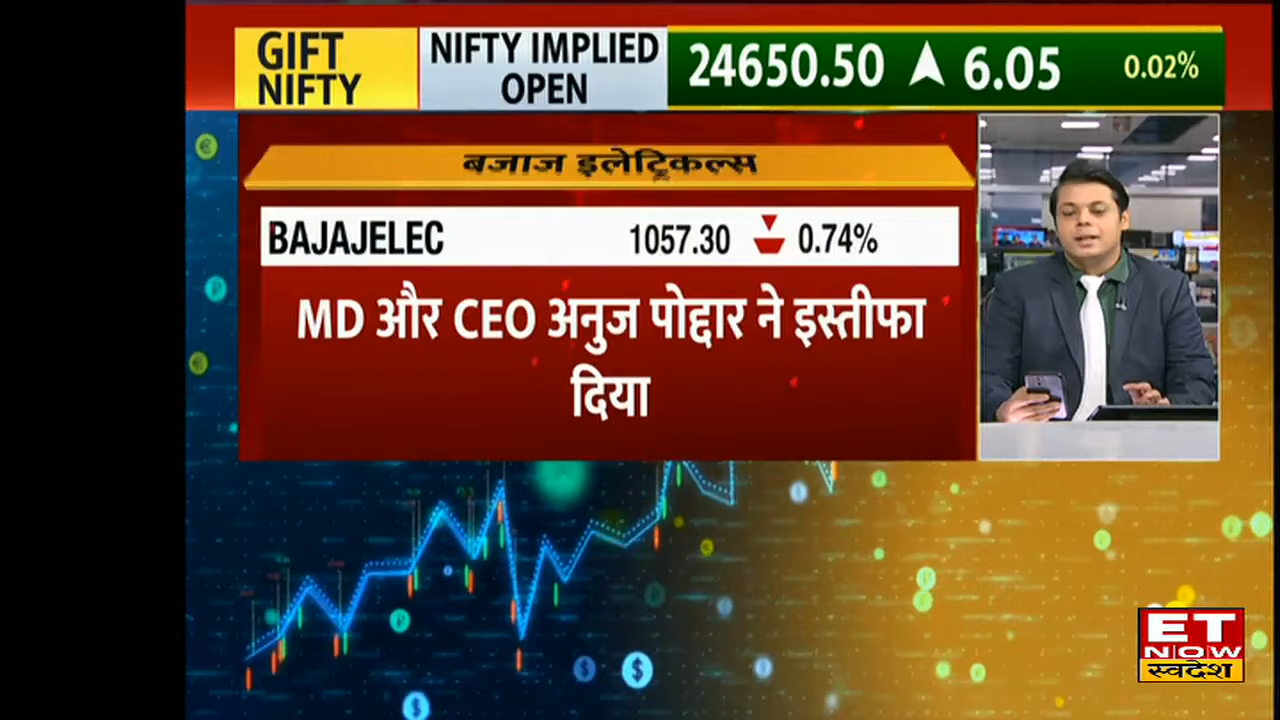 GIFT
NIFTY
NIFTY IMPLIED
OPEN
24650.50 6.05 0.02%
बजाज इलेट्रिकल्स
BAJAJELEC 1057.30 0.74%
MD और CEO अनुज पोद्दार ने इस्तीफा
दिया
ET
NOW
स्वदेश